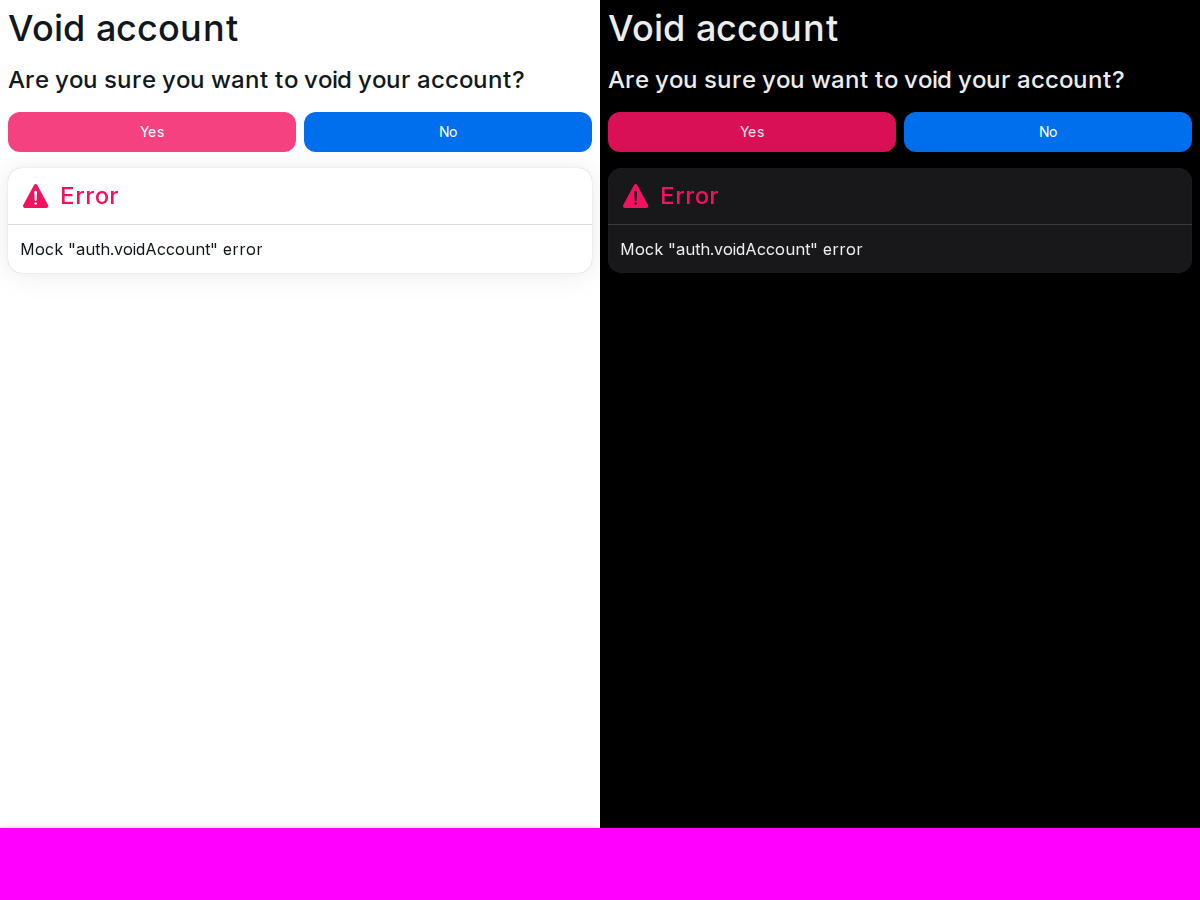 Void account
Are you sure you want to void your account?
Yes No
Error
Mock "auth.voidAccount" error
Void account
Are you sure you want to void your account?
Yes No
Error
Mock "auth.voidAccount" error